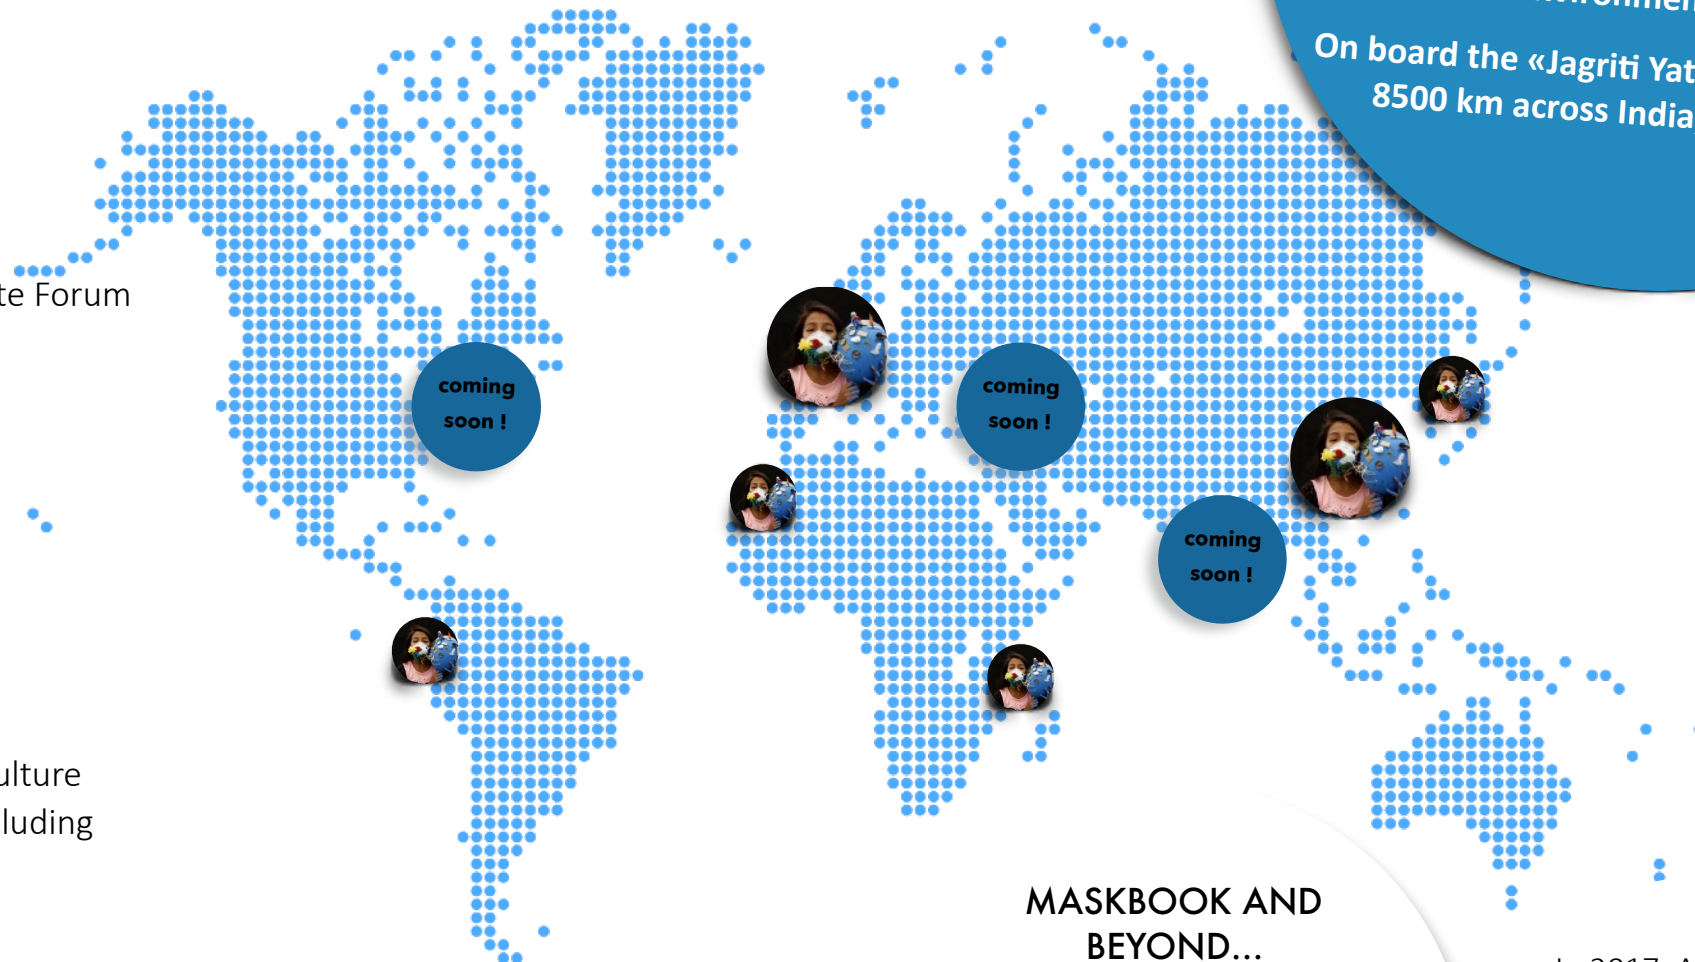 On board the «Jagriti Yat
8500 km across India
te Forum
coming
soon !
coming
soon !
coming
soon !
ulture
luding
MASKBOOK AND
BEYOND...